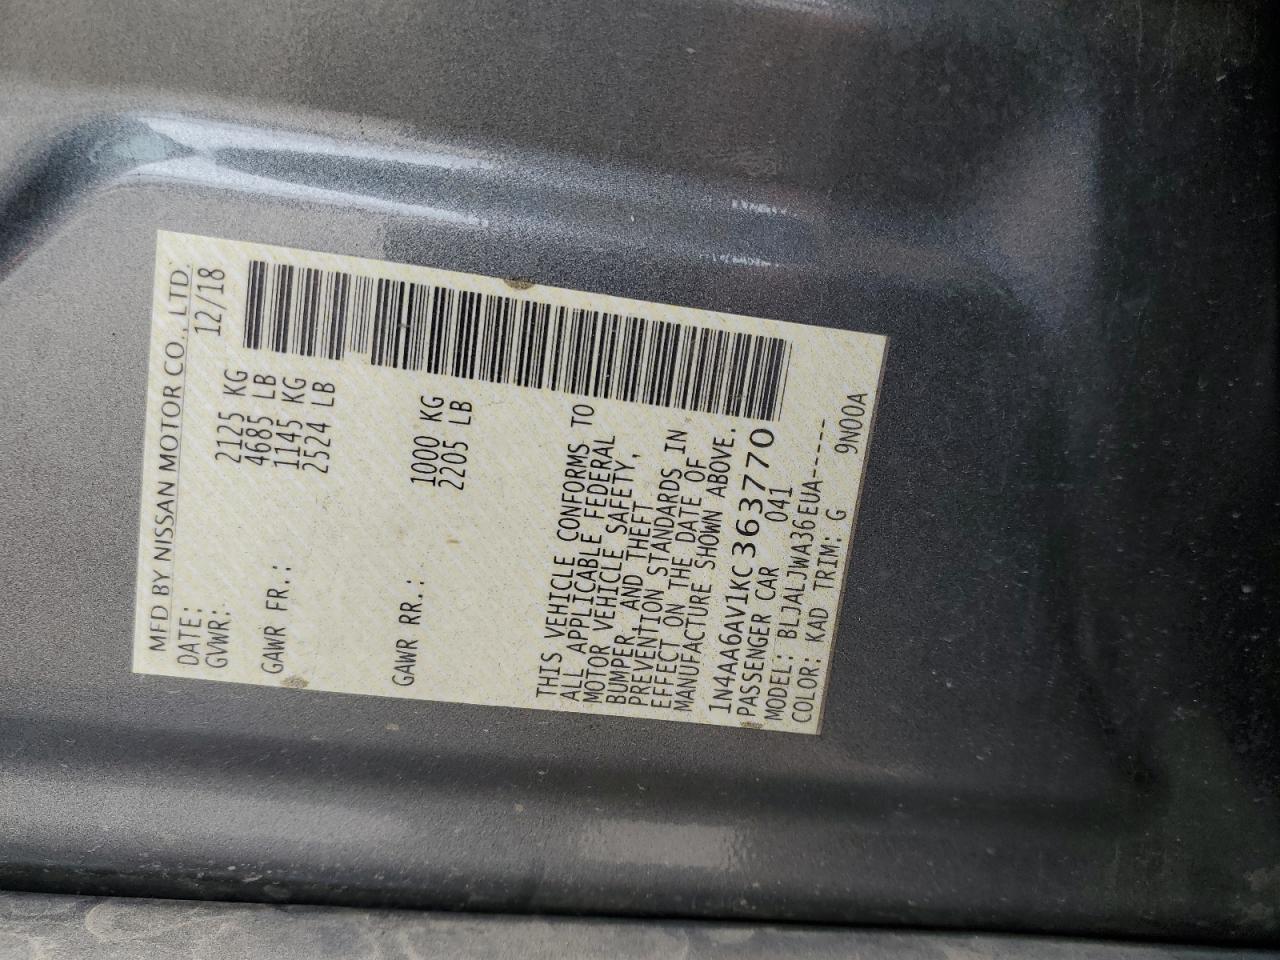 MFD BY NISSAN MOTOR CO., LTD.
DATE: 12/18
GVWR: 2125 KG
4685 LB
GAWR FR.: 1145 KG
2524 LB
GAWR RR.: 1000 KG
2205 LB
THIS VEHICLE CONFORMS TO
ALL APPLICABLE FEDERAL
MOTOR VEHICLE SAFETY,
BUMPER AND THEFT
PREVENTION STANDARDS IN
EFFECT ON THE DATE OF
MANUFACTURE SHOWN ABOVE.
1N4AA6AV1KC363770
PASSENGER CAR 041
MODEL: BLJALJWA36EUA------
COLOR: KAD TRIM: G 9N00A